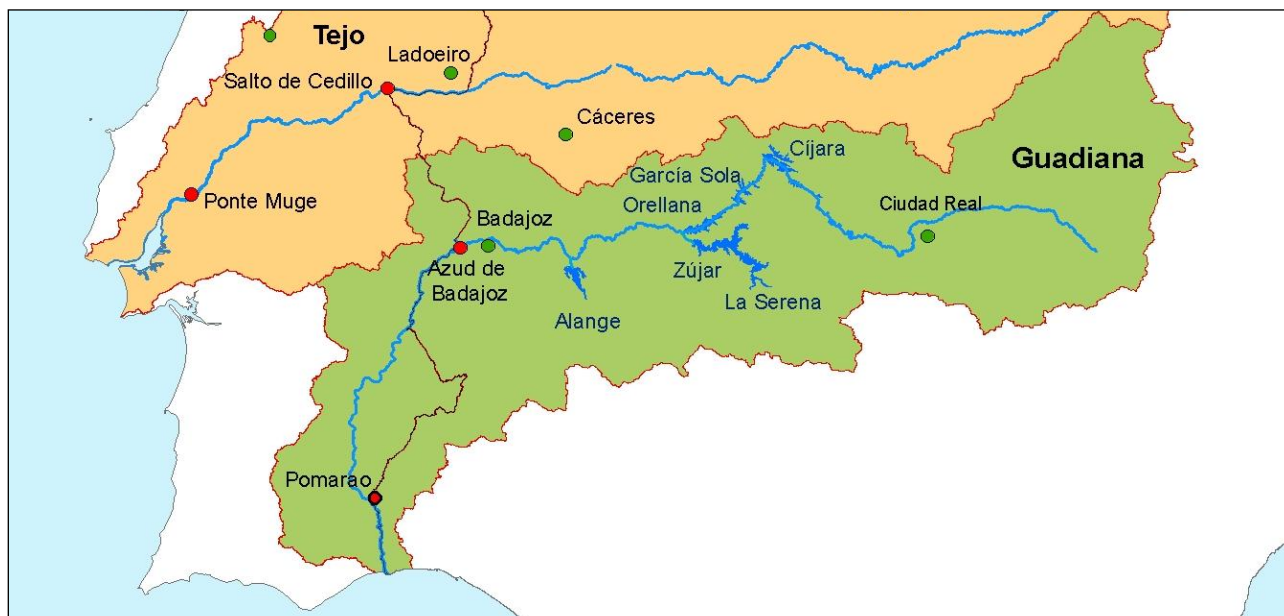 Tejo
Ladoeiro
Salto de Cedillo
Cáceres
Cíjara
Guadiana
García Sola
Ponte Muge
Orellana
Ciudad Real
Badajoz
Azud de
Badajoz
Zújar
La Serena
Alange
Pomarao